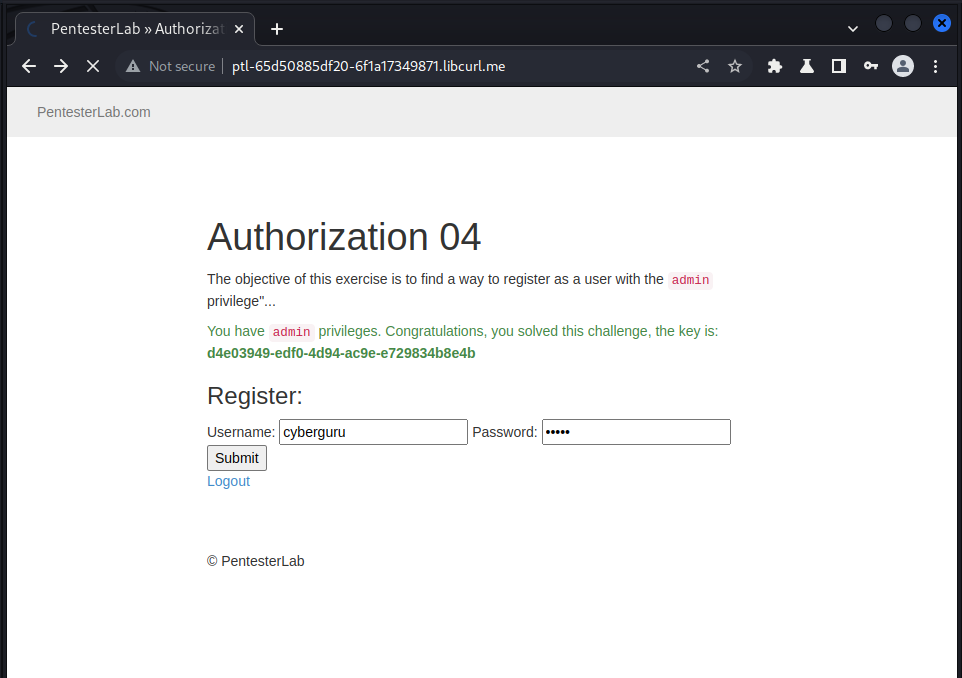 PentesterLab » Authorizat
Not secure
ptl-65d50885df20-6f1a17349871.libcurl.me
PentesterLab.com
Authorization 04
The objective of this exercise is to find a way to register as a user with the admin
privilege"...
You have admin privileges. Congratulations, you solved this challenge, the key is:
d4e03949-edf0-4d94-ac9e-e729834b8e4b
Register:
Username: cyberguru Password: •••••
Submit
Logout
© PentesterLab